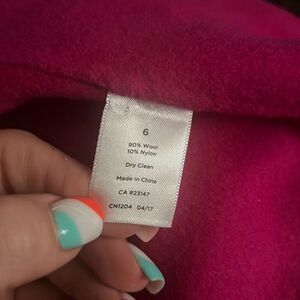 6
90% Wool
10% Nylon
Dry Clean
Made in China
CA #23147
CN1204 04/17